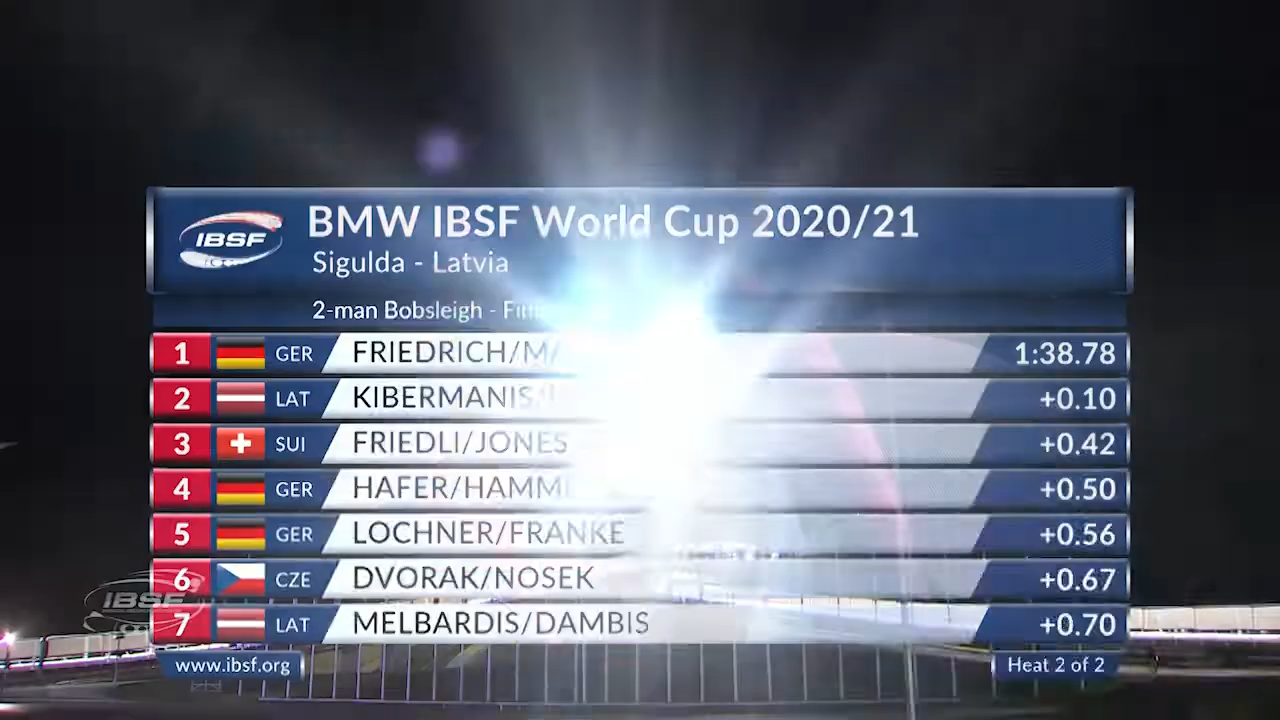 IBSF
BMW IBSF World Cup 2020/21
Sigulda - Latvia
2-man Bobsleigh -
1 GER 1:38.78
2 LAT KIBERMANIS/ +0.10
3 SUI FRIEDLI/JONES +0.42
4 GER +0.50
5 GER LOCHNER/FRANKE +0.56
6 CZE DVORAK/NOSEK +0.67
IBSF
7 LAT MELBARDIS/DAMBIS +0.70
www.ibsf.org Heat 2 of 2